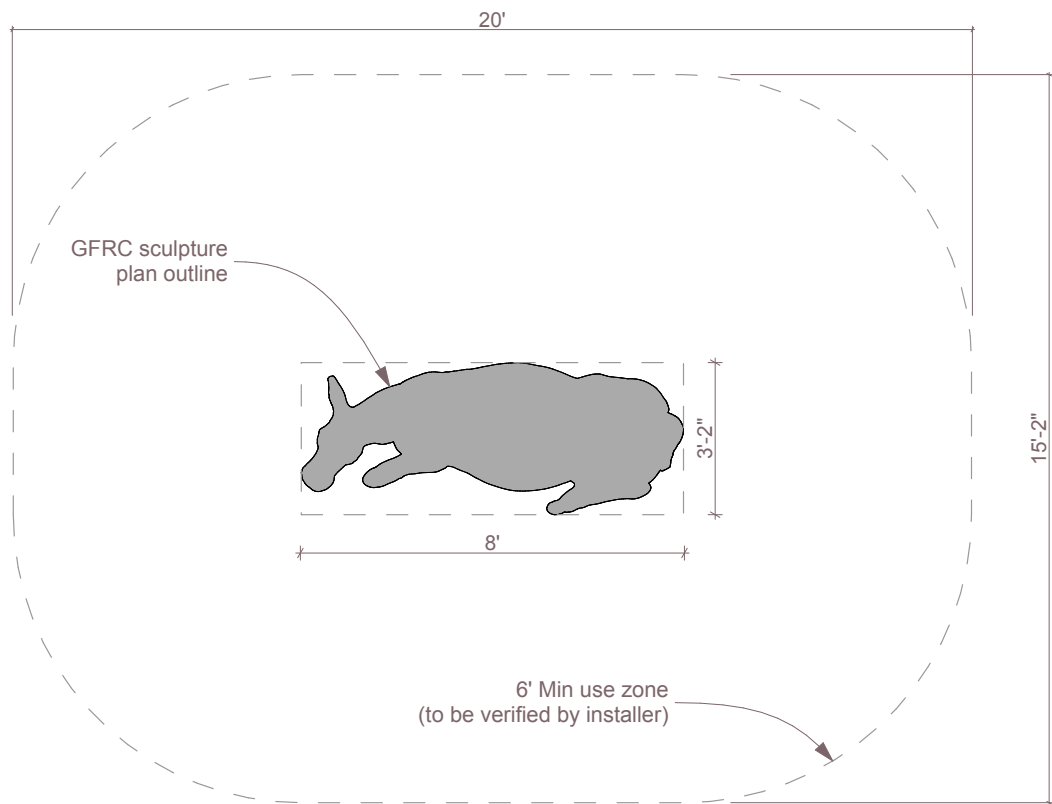 20'
GFRC sculpture
plan outline
3'-2"
15'-2"
8'
6' Min use zone
(to be verified by installer)